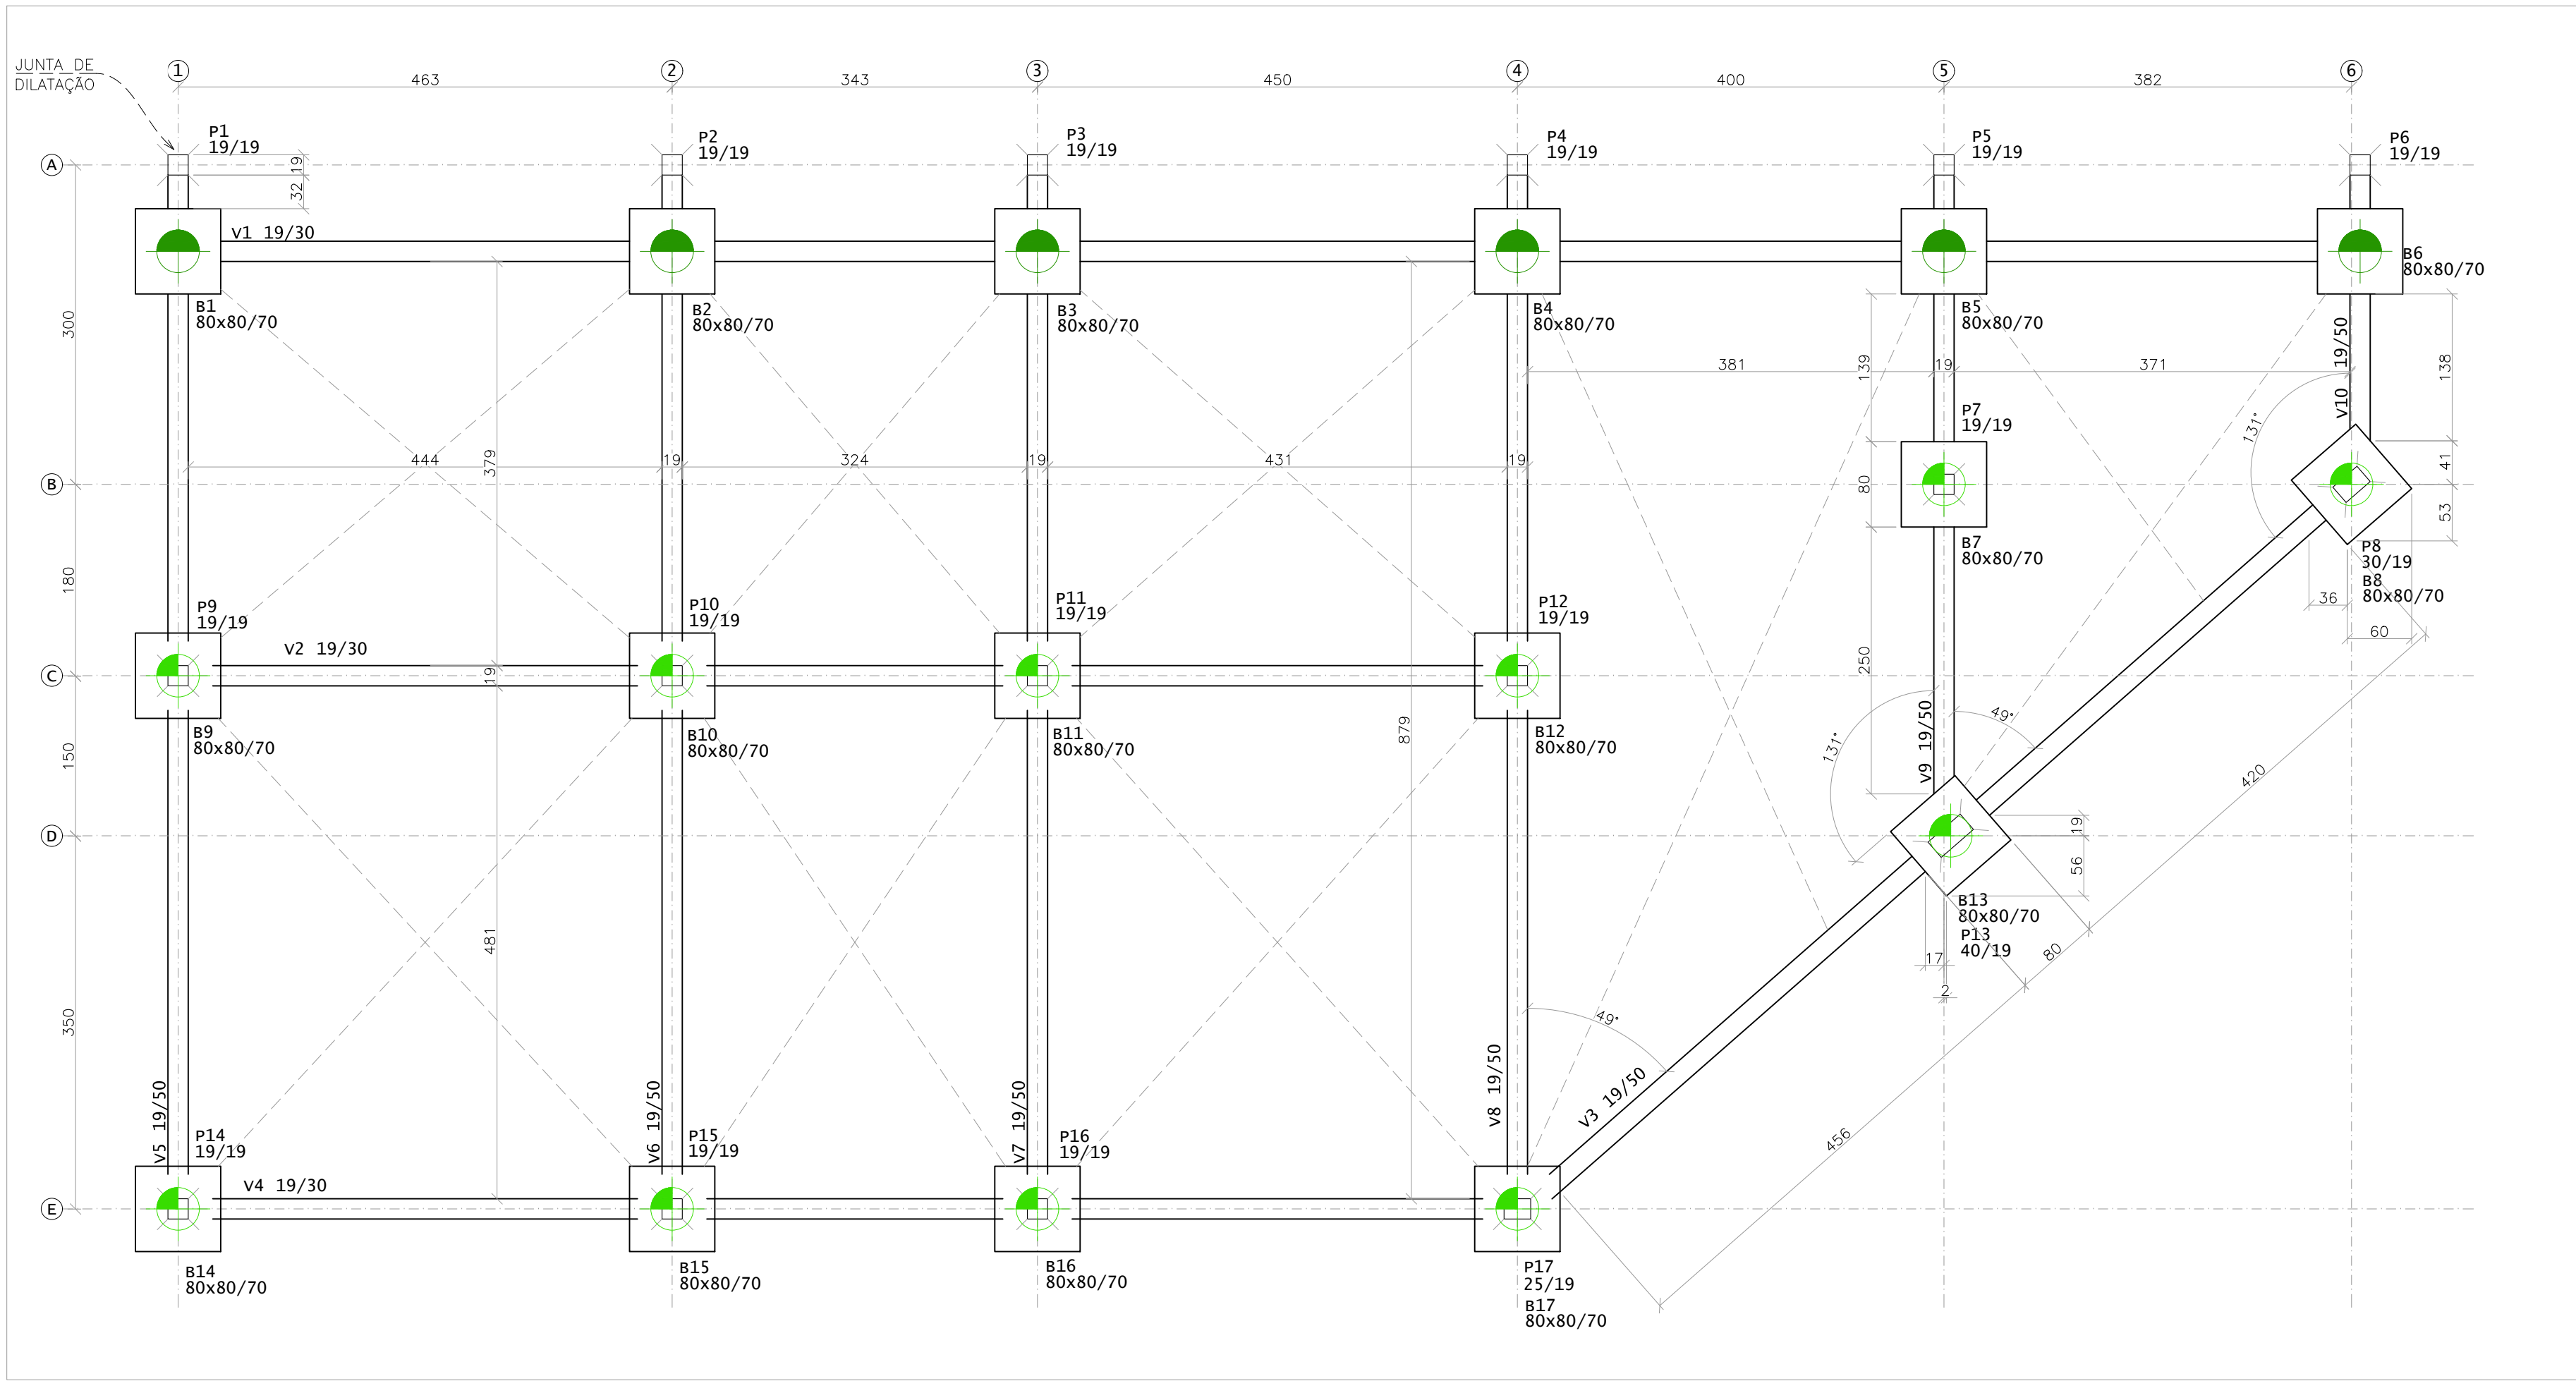 JUNTA DE
DILATAÇÃO
1
2
3
4
5
6
463
343
450
400
382
A
P1
19/19
P2
19/19
P3
19/19
P4
19/19
P5
19/19
P6
19/19
19
32
V1 19/30
B1
80x80/70
B2
80x80/70
B3
80x80/70
B4
80x80/70
B5
80x80/70
B6
80x80/70
300
379
139
381
19
371
138
V10 19/50
131°
P7
19/19
444
19
324
19
431
19
B
80
41
53
B7
80x80/70
P8
30/19
B8
80x80/70
36
60
180
P9
19/19
P10
19/19
P11
19/19
P12
19/19
V2 19/30
250
C
19
B9
80x80/70
B10
80x80/70
B11
80x80/70
B12
80x80/70
879
V9 19/50
131°
49°
150
420
D
19
56
B13
80x80/70
P13
40/19
17
2
80
481
350
49°
V5 19/50
V6 19/50
V7 19/50
V8 19/50
V3 19/50
456
P14
19/19
P15
19/19
P16
19/19
V4 19/30
E
B14
80x80/70
B15
80x80/70
B16
80x80/70
P17
25/19
B17
80x80/70